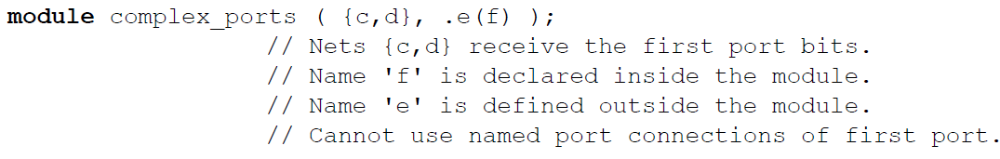 module complex_ports ( {c,d}, .e(f) );
// Nets {c,d} receive the first port bits.
// Name 'f' is declared inside the module.
// Name 'e' is defined outside the module.
// Cannot use named port connections of first port.